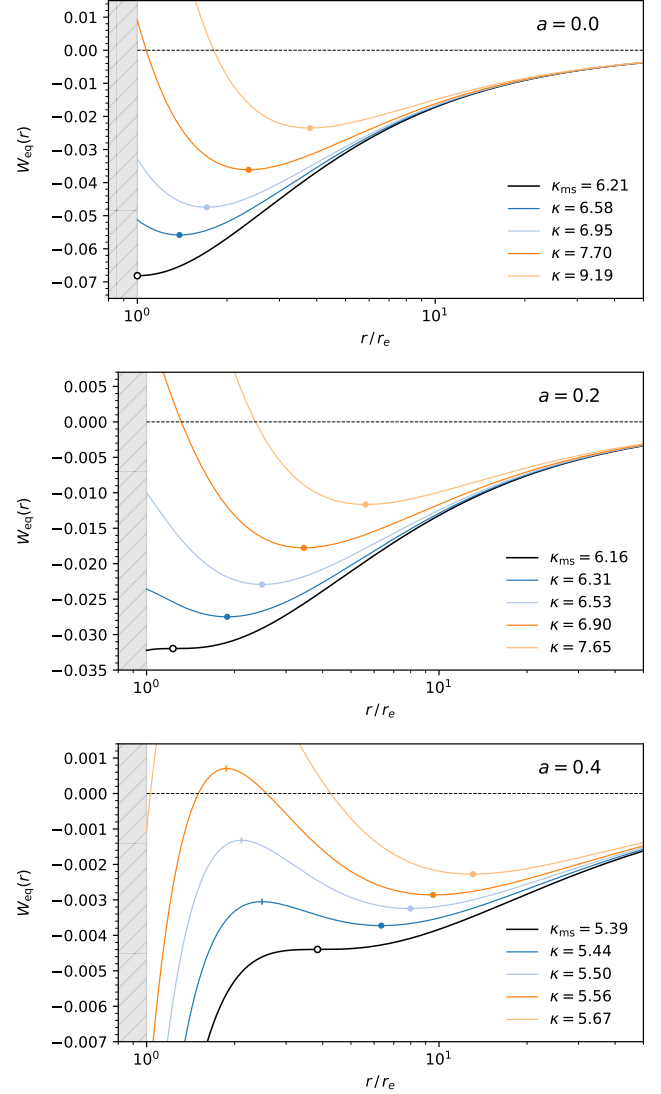 a = 0.0
0.01
0.00
−0.01
−0.02
−0.03
−0.04
−0.05
−0.06
−0.07
W_eq(r)
κ_ms = 6.21
κ = 6.58
κ = 6.95
κ = 7.70
κ = 9.19
10^0
10^1
r / r_e
a = 0.2
0.005
0.000
−0.005
−0.010
−0.015
−0.020
−0.025
−0.030
−0.035
W_eq(r)
κ_ms = 6.16
κ = 6.31
κ = 6.53
κ = 6.90
κ = 7.65
10^0
10^1
r / r_e
a = 0.4
0.001
0.000
−0.001
−0.002
−0.003
−0.004
−0.005
−0.006
−0.007
W_eq(r)
κ_ms = 5.39
κ = 5.44
κ = 5.50
κ = 5.56
κ = 5.67
10^0
10^1
r / r_e